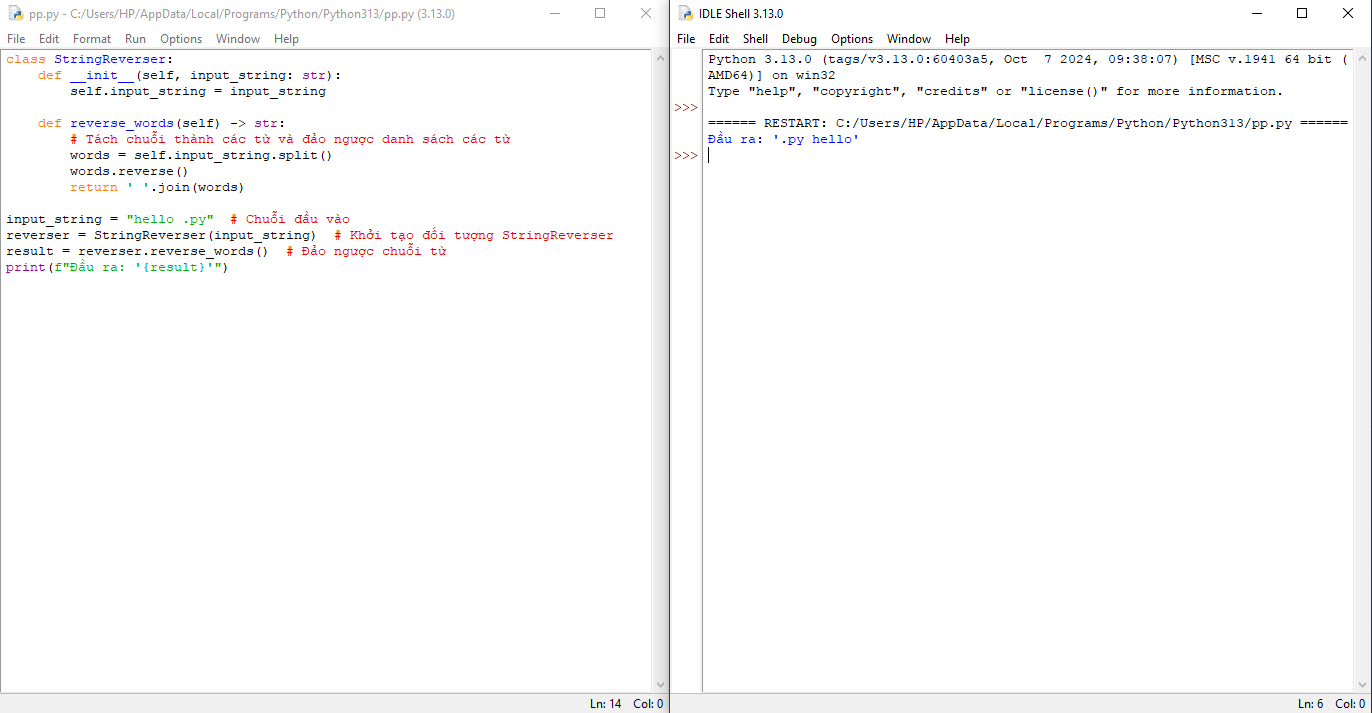 pp.py - C:/Users/HP/AppData/Local/Programs/Python/Python313/pp.py (3.13.0)
File Edit Format Run Options Window Help
class StringReverser:
    def __init__(self, input_string: str):
        self.input_string = input_string

    def reverse_words(self) -> str:
        # Tách chuỗi thành các từ và đảo ngược danh sách các từ
        words = self.input_string.split()
        words.reverse()
        return ' '.join(words)

input_string = "hello .py"  # Chuỗi đầu vào
reverser = StringReverser(input_string)  # Khởi tạo đối tượng StringReverser
result = reverser.reverse_words()  # Đảo ngược chuỗi từ
print(f"Đầu ra: '{result}'")
Ln: 14 Col: 0
IDLE Shell 3.13.0
File Edit Shell Debug Options Window Help
Python 3.13.0 (tags/v3.13.0:60403a5, Oct  7 2024, 09:38:07) [MSC v.1941 64 bit (
AMD64)] on win32
Type "help", "copyright", "credits" or "license()" for more information.
>>>
====== RESTART: C:/Users/HP/AppData/Local/Programs/Python/Python313/pp.py ======
Đầu ra: '.py hello'
>>>
Ln: 6 Col: 0